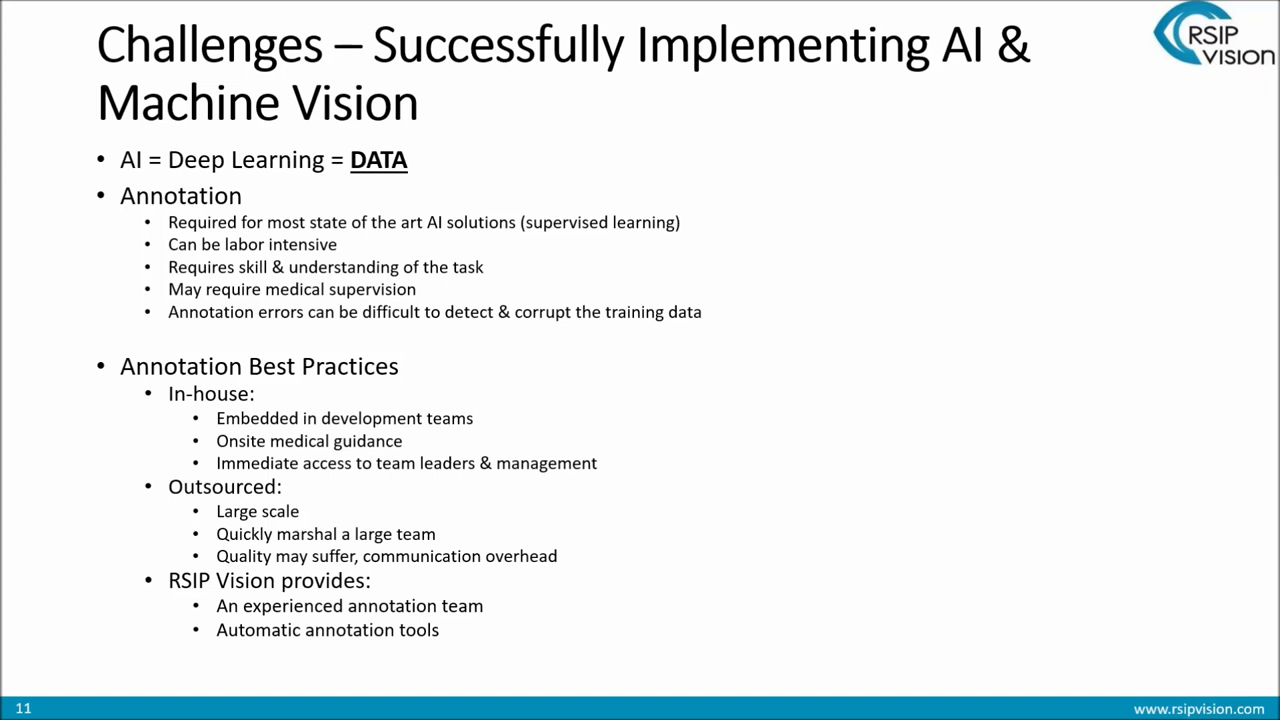 Challenges – Successfully Implementing AI &
Machine Vision
RSIP
VISION
• AI = Deep Learning = DATA
• Annotation
• Required for most state of the art AI solutions (supervised learning)
• Can be labor intensive
• Requires skill & understanding of the task
• May require medical supervision
• Annotation errors can be difficult to detect & corrupt the training data
• Annotation Best Practices
• In-house:
• Embedded in development teams
• Onsite medical guidance
• Immediate access to team leaders & management
• Outsourced:
• Large scale
• Quickly marshal a large team
• Quality may suffer, communication overhead
• RSIP Vision provides:
• An experienced annotation team
• Automatic annotation tools
11
www.rsipvision.com